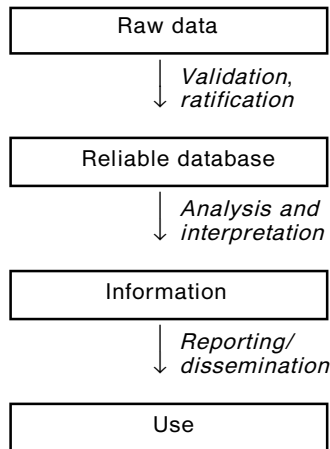 Raw data
Validation,
ratification
Reliable database
Analysis and
interpretation
Information
Reporting/
dissemination
Use